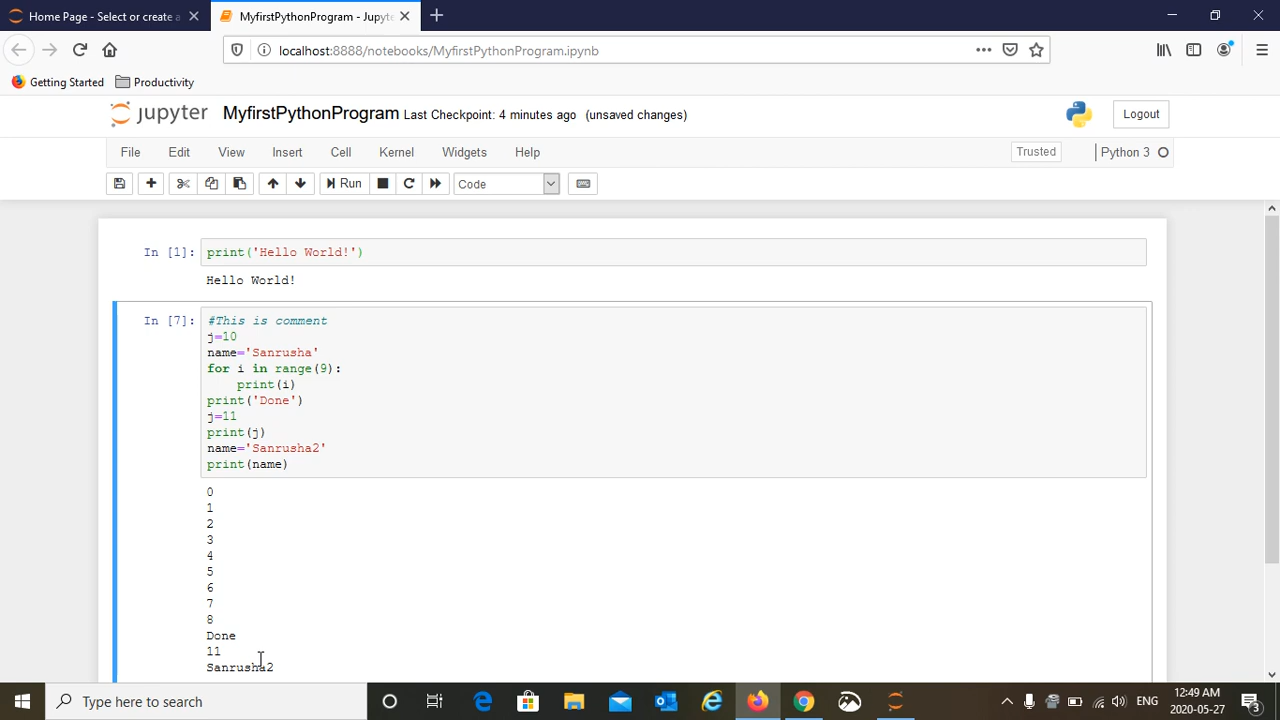 Home Page - Select or create a
MyfirstPythonProgram - Jupyte
localhost:8888/notebooks/MyfirstPythonProgram.ipynb
Getting Started
Productivity
jupyter
MyfirstPythonProgram
Last Checkpoint: 4 minutes ago (unsaved changes)
Logout
File
Edit
View
Insert
Cell
Kernel
Widgets
Help
Trusted
Python 3
Run
Code
In [1]: print('Hello World!')
Hello World!
In [7]: #This is comment
j=10
name='Sanrusha'
for i in range(9):
    print(i)
print('Done')
j=11
print(j)
name='Sanrusha2'
print(name)
0
1
2
3
4
5
6
7
8
Done
11
Sanrusha2
Type here to search
ENG
12:49 AM
2020-05-27
3